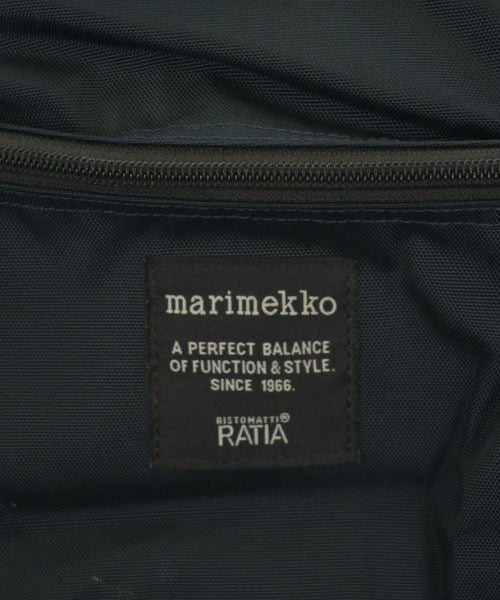 marimekko
A PERFECT BALANCE
OF FUNCTION & STYLE.
SINCE 1966.
RISTOMATTI®
RATIA